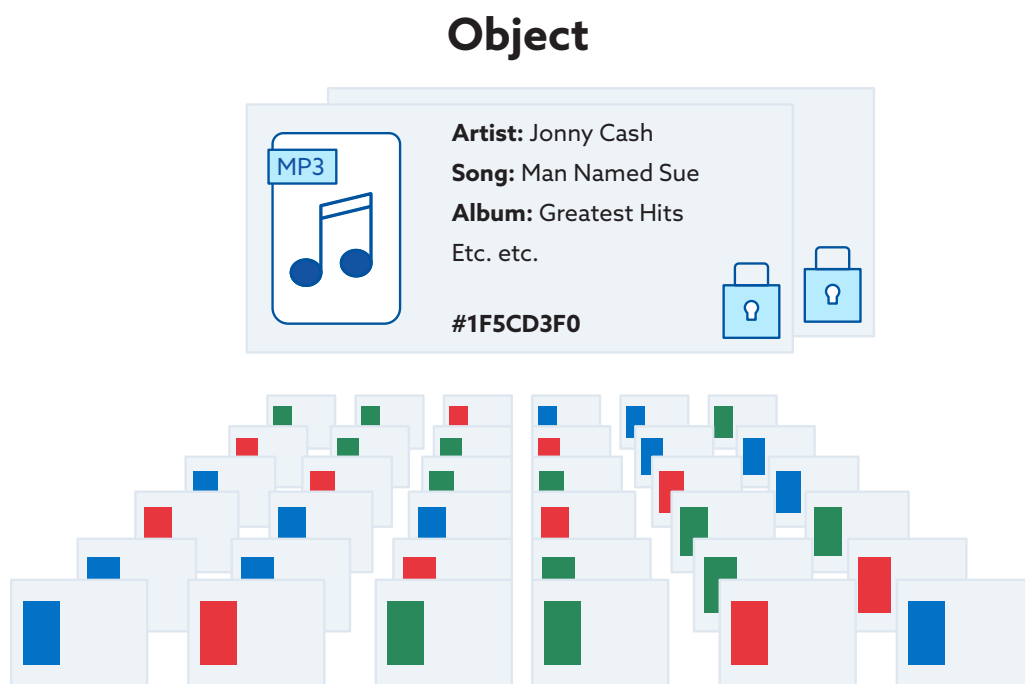 Object
MP3
Artist: Jonny Cash
Song: Man Named Sue
Album: Greatest Hits
Etc. etc.
#1F5CD3F0